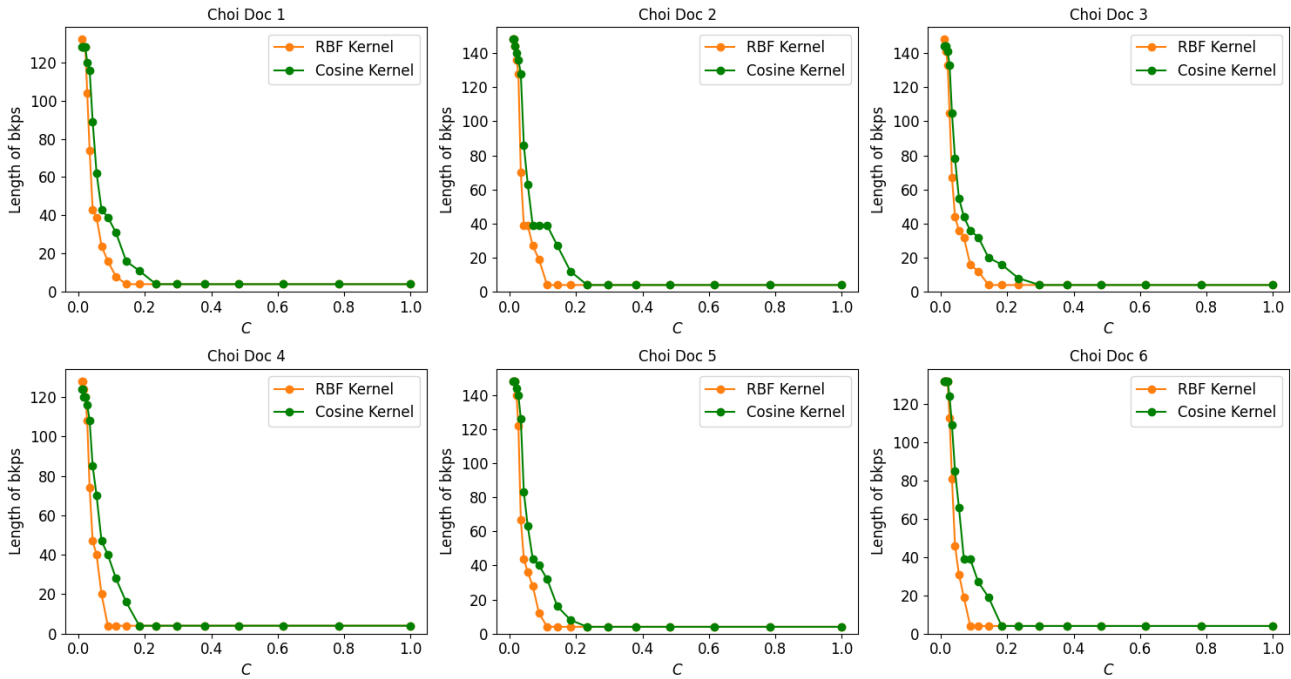 Choi Doc 1
Length of bkps
120
100
80
60
40
20
0
0.0 0.2 0.4 0.6 0.8 1.0
C
RBF Kernel
Cosine Kernel
Choi Doc 2
Length of bkps
140
120
100
80
60
40
20
0
0.0 0.2 0.4 0.6 0.8 1.0
C
RBF Kernel
Cosine Kernel
Choi Doc 3
Length of bkps
140
120
100
80
60
40
20
0
0.0 0.2 0.4 0.6 0.8 1.0
C
RBF Kernel
Cosine Kernel
Choi Doc 4
Length of bkps
120
100
80
60
40
20
0
0.0 0.2 0.4 0.6 0.8 1.0
C
RBF Kernel
Cosine Kernel
Choi Doc 5
Length of bkps
140
120
100
80
60
40
20
0
0.0 0.2 0.4 0.6 0.8 1.0
C
RBF Kernel
Cosine Kernel
Choi Doc 6
Length of bkps
120
100
80
60
40
20
0
0.0 0.2 0.4 0.6 0.8 1.0
C
RBF Kernel
Cosine Kernel